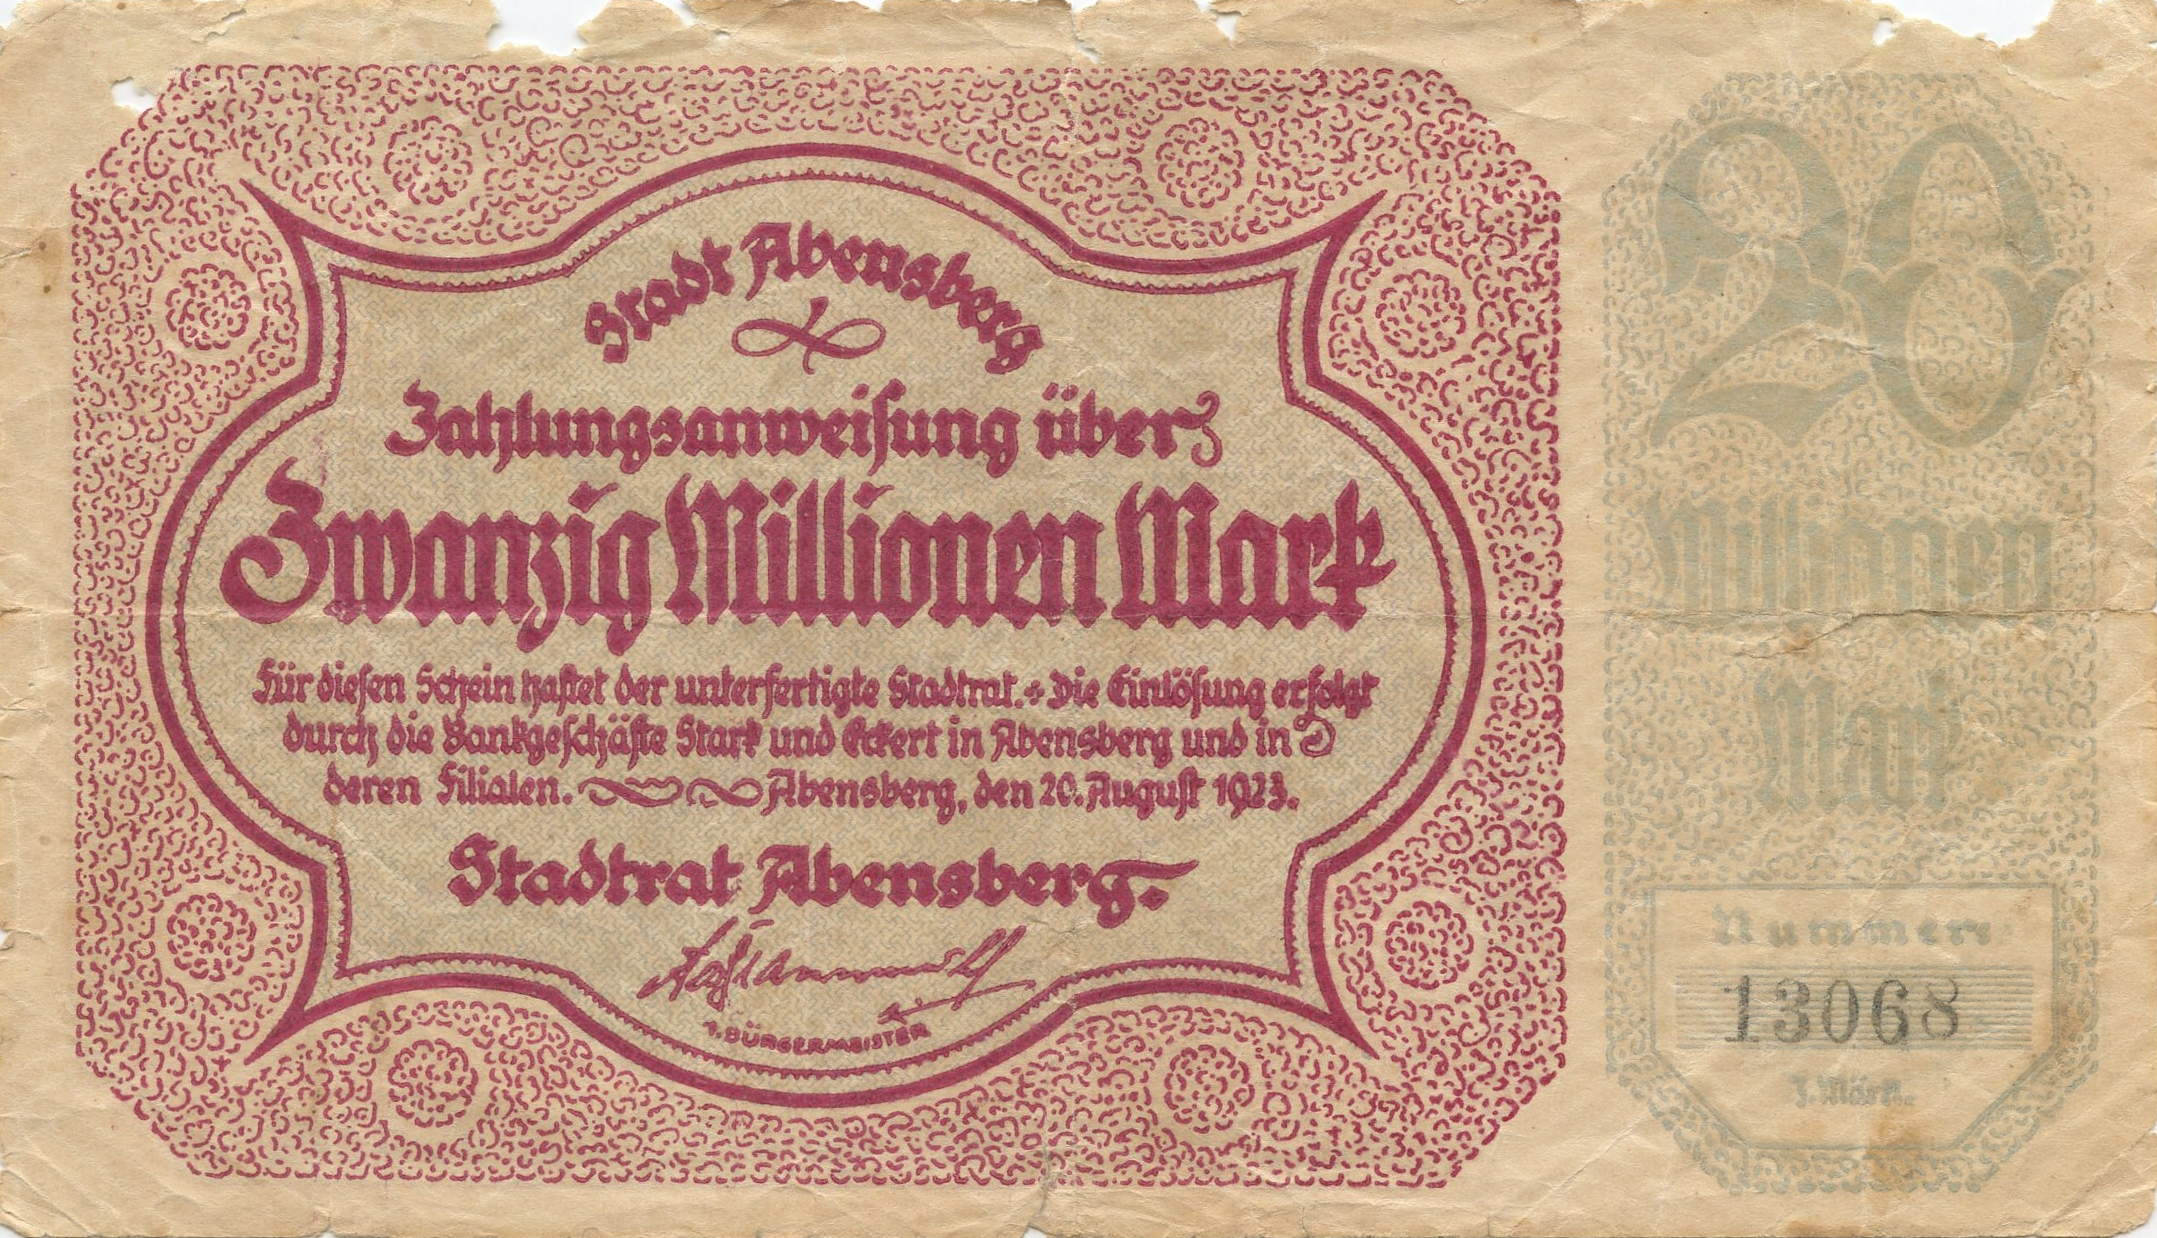 Stadt Abensberg
Zahlungsanweisung über
Zwanzig Millionen Mark
Für diesen Schein haftet der unterfertigte Stadtrat. Die Einlösung erfolgt
durch die Bankgeschäfte Stark und Eckert in Abensberg und in
deren Filialen. Abensberg, den 20. August 1923.
Stadtrat Abensberg.
1. BÜRGERMEISTER
20
Millionen
Mark
Nummer:
13068